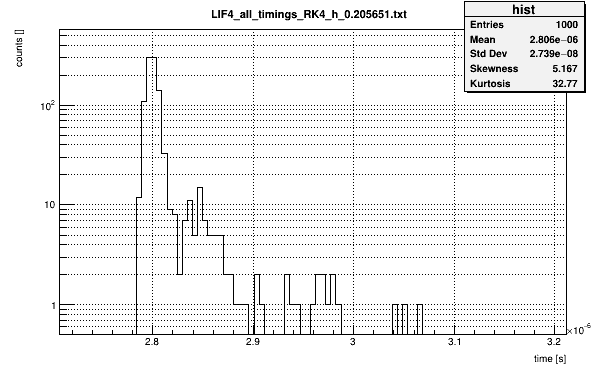 LIF4_all_timings_RK4_h_0.205651.txt
hist
Entries 1000
Mean 2.806e−06
Std Dev 2.739e−08
Skewness 5.167
Kurtosis 32.77
counts []
10²
10
1
2.8 2.9 3 3.1 3.2
×10⁻⁶
time [s]